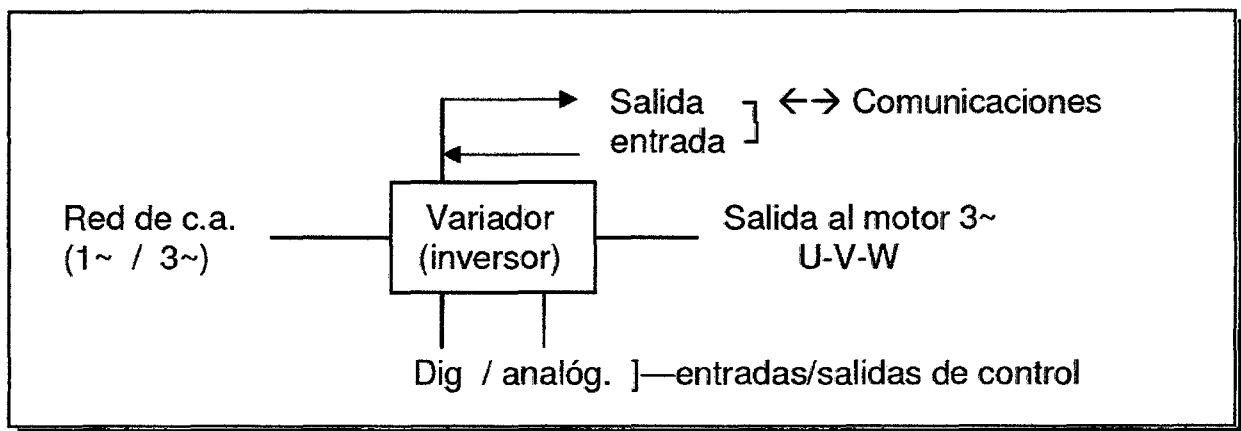 Salida
entrada
←→ Comunicaciones
Red de c.a.
(1~ / 3~)
Variador
(inversor)
Salida al motor 3~
U-V-W
Dig / analóg. ]—entradas/salidas de control